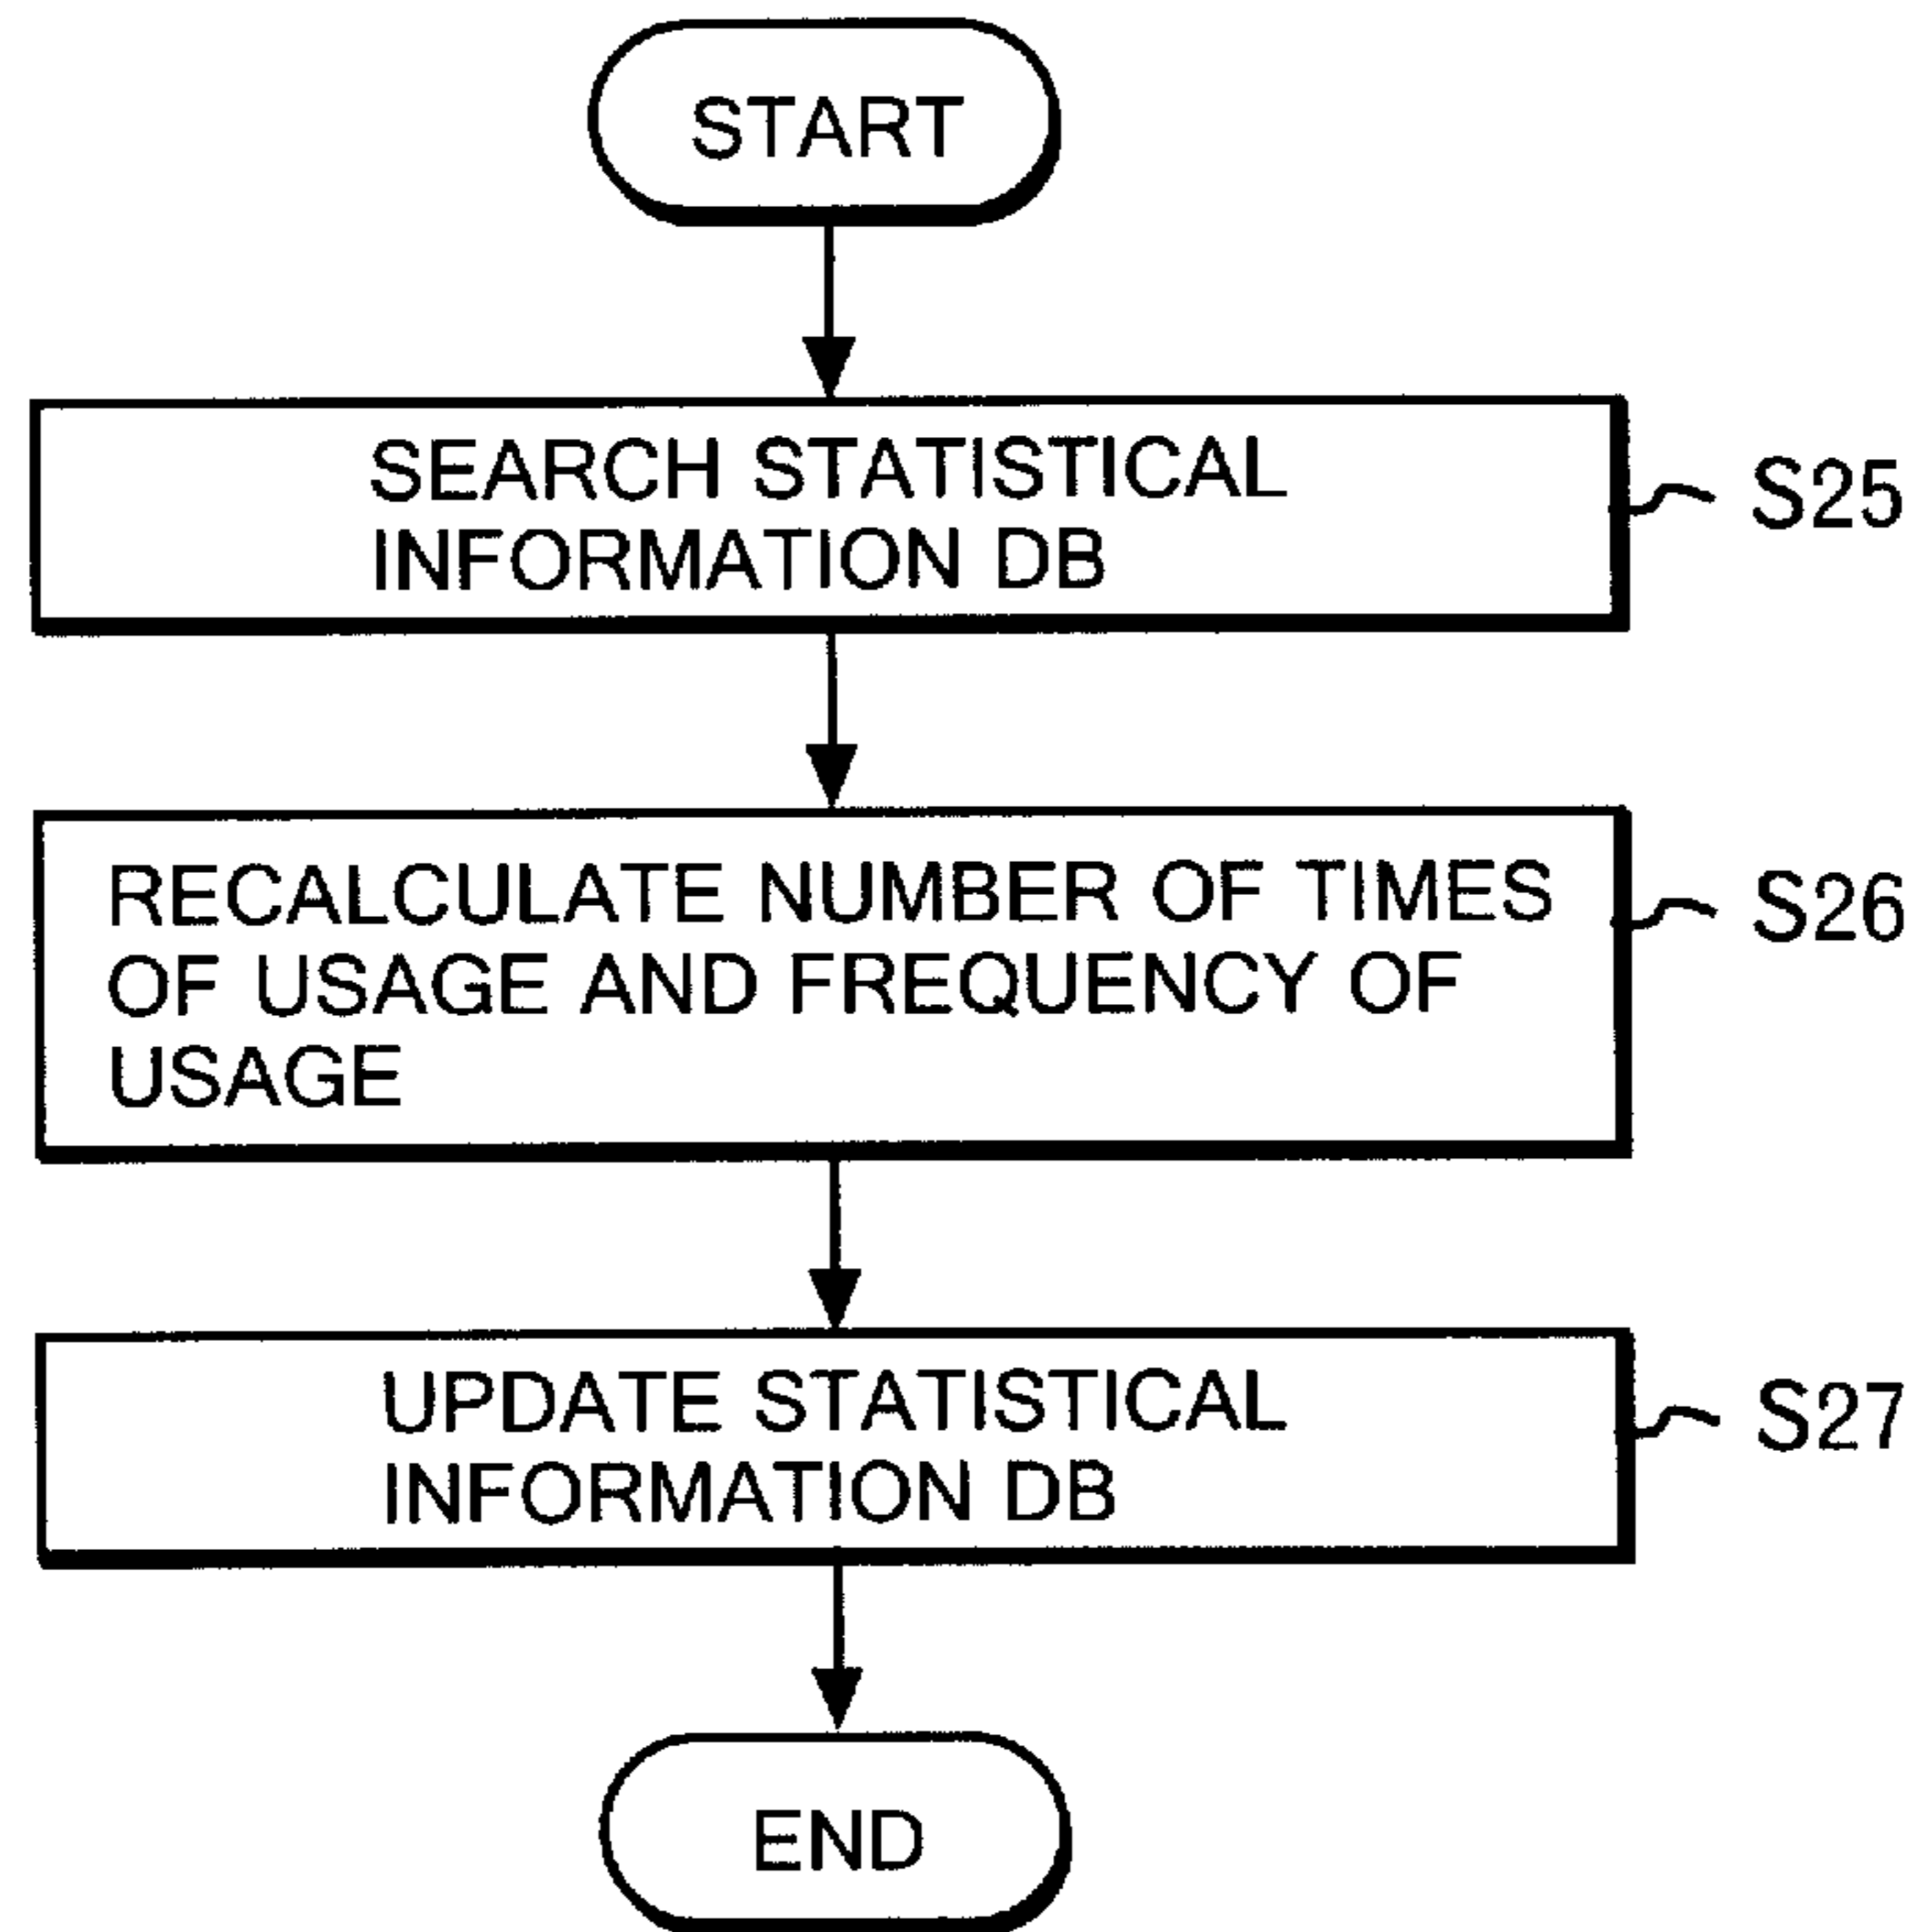 START
SEARCH STATISTICAL
INFORMATION DB
S25
RECALCULATE NUMBER OF TIMES
OF USAGE AND FREQUENCY OF
USAGE
S26
UPDATE STATISTICAL
INFORMATION DB
S27
END